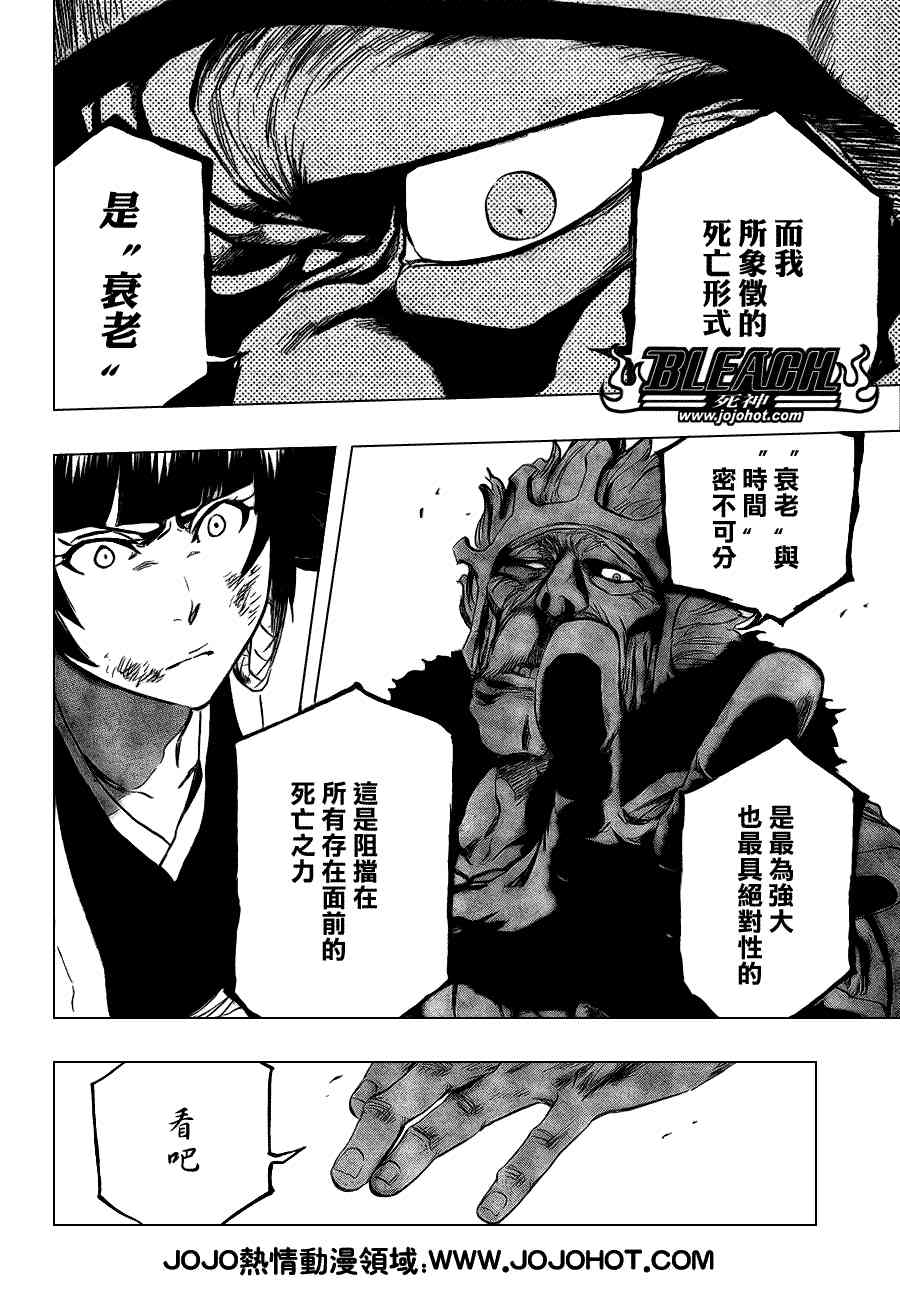 而我
所象徵的
死亡形式
是〝衰老〞
BLEACH
死神
www.jojohot.com
〝衰老〞與
〝時間〞
密不可分
是最為強大
也最具絕對性的
這是阻擋在
所有存在面前的
死亡之力
看吧
JOJO熱情動漫領域:WWW.JOJOHOT.COM